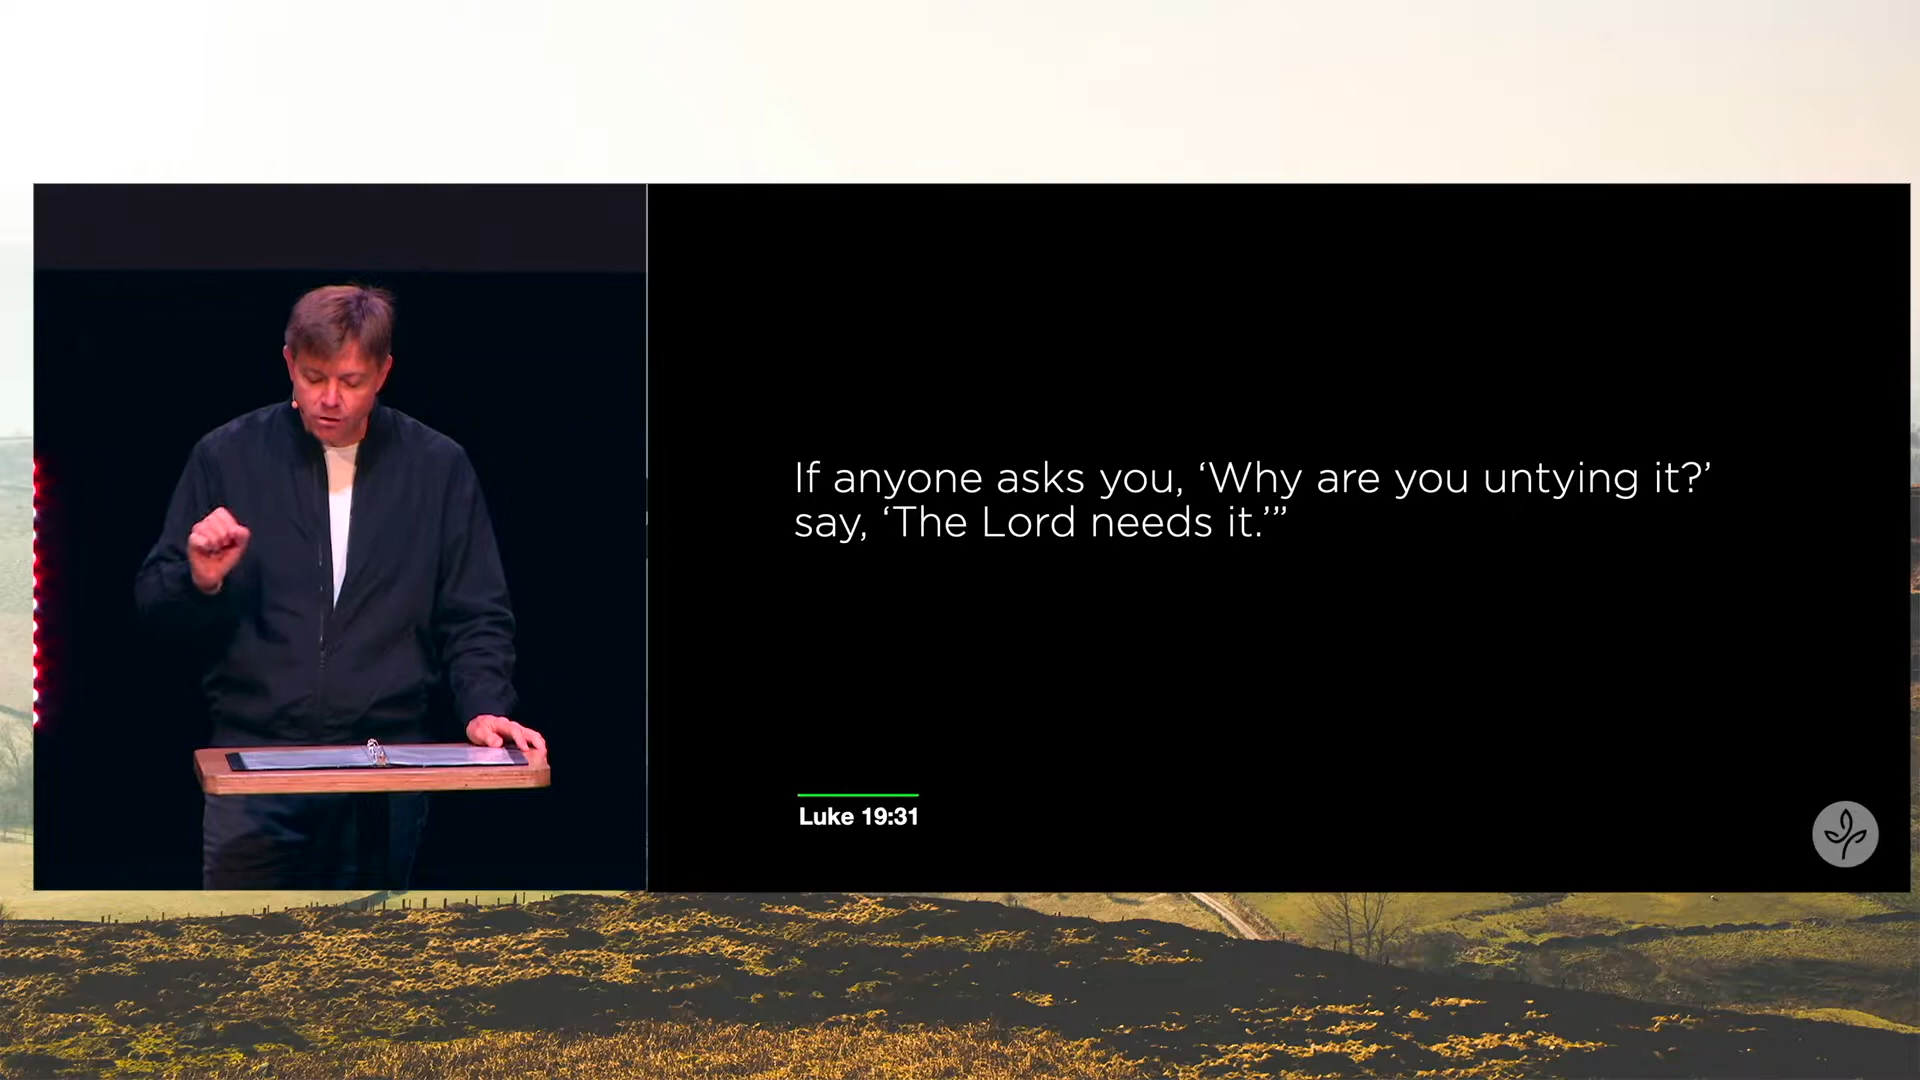 If anyone asks you, ‘Why are you untying it?’
say, ‘The Lord needs it.’”
Luke 19:31